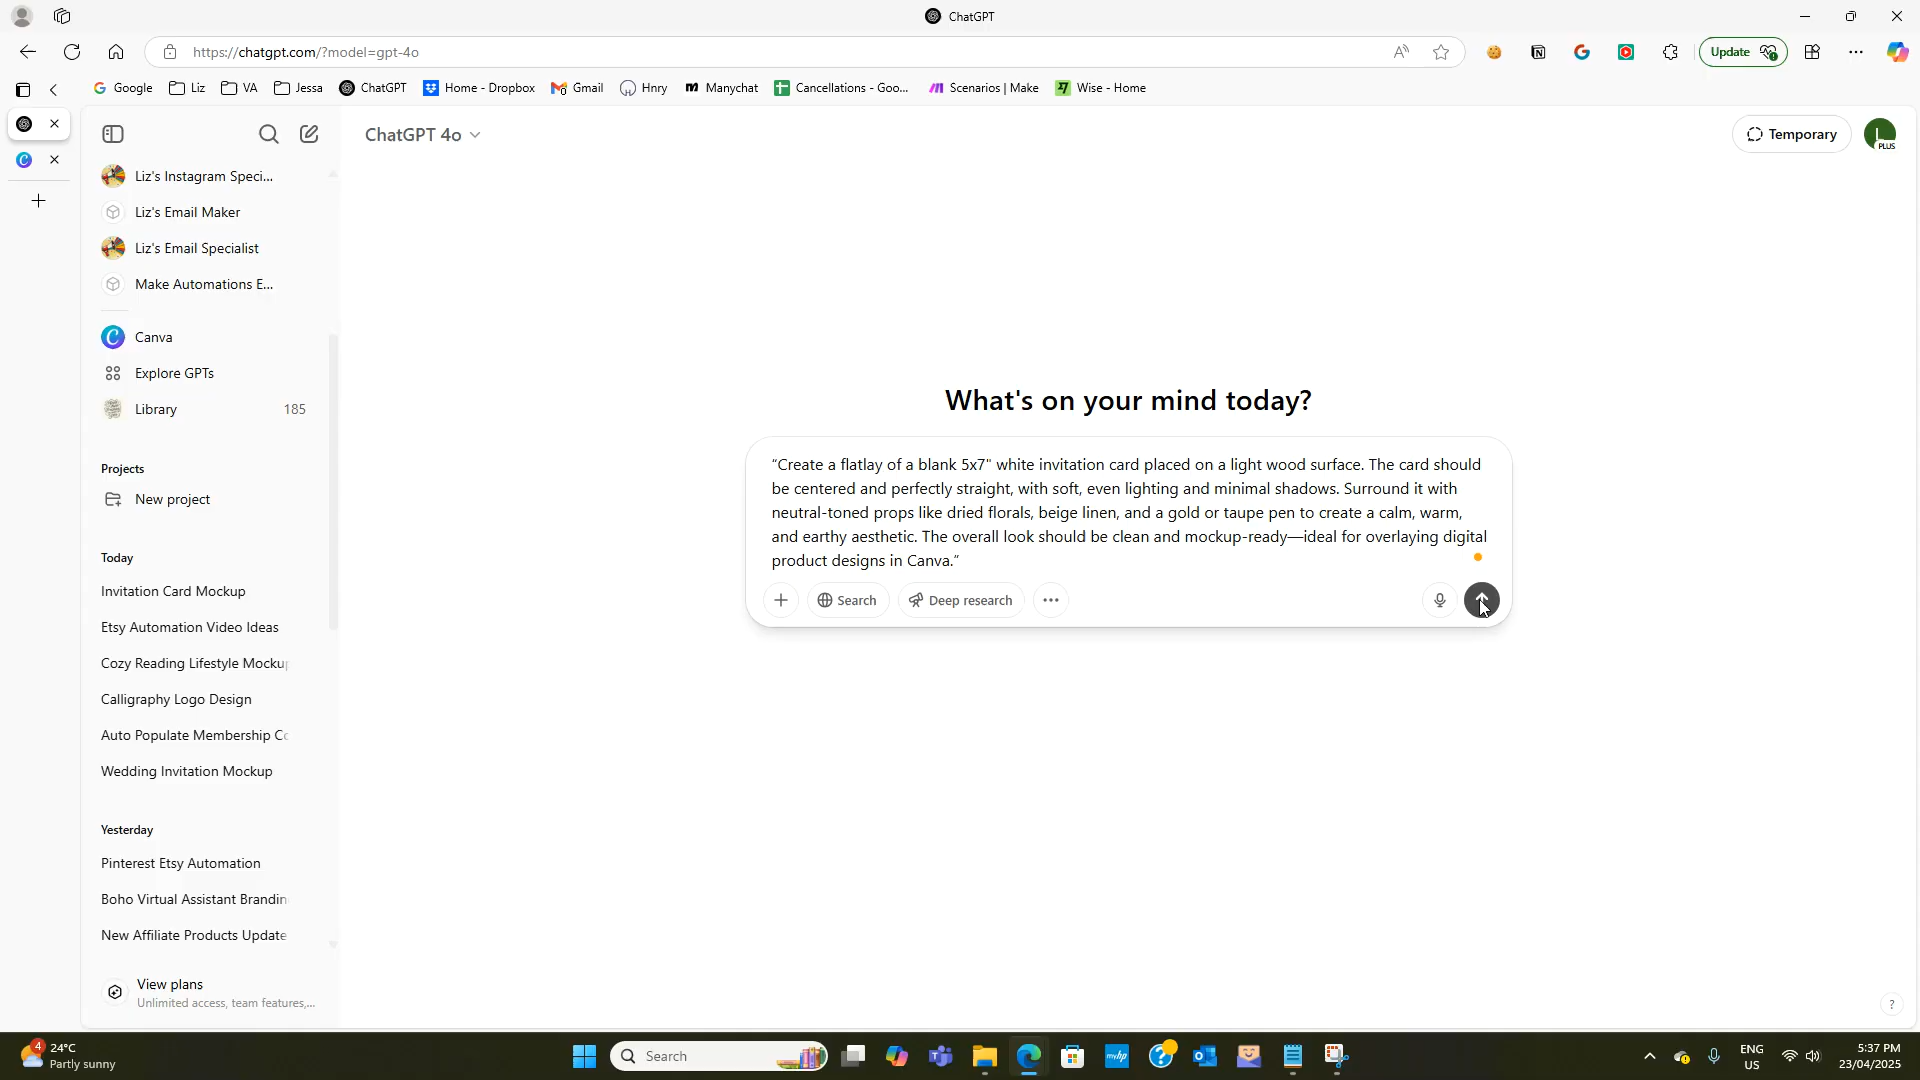 ChatGPT
https://chatgpt.com/?model=gpt-4o
Update
Google
Liz
VA
Jessa
ChatGPT
Home - Dropbox
Gmail
Hnry
Manychat
Cancellations - Goo...
Scenarios | Make
Wise - Home
ChatGPT 4o
Temporary
L
PLUS
Liz's Instagram Speci...
Liz's Email Maker
Liz's Email Specialist
Make Automations E...
Canva
Explore GPTs
Library 185
Projects
New project
Today
Invitation Card Mockup
Etsy Automation Video Ideas
Cozy Reading Lifestyle Mockup
Calligraphy Logo Design
Auto Populate Membership Co
Wedding Invitation Mockup
Yesterday
Pinterest Etsy Automation
Boho Virtual Assistant Brandin
New Affiliate Products Update
View plans
Unlimited access, team features,...
What's on your mind today?
“Create a flatlay of a blank 5x7" white invitation card placed on a light wood surface. The card should
be centered and perfectly straight, with soft, even lighting and minimal shadows. Surround it with
neutral-toned props like dried florals, beige linen, and a gold or taupe pen to create a calm, warm,
and earthy aesthetic. The overall look should be clean and mockup-ready—ideal for overlaying digital
product designs in Canva.”
Search
Deep research
?
4
24°C
Partly sunny
Search
myhp
ENG
US
5:37 PM
23/04/2025